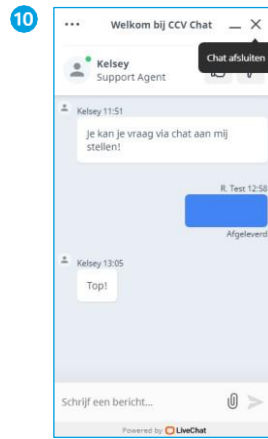 10
Welkom bij CCV Chat
Kelsey
Support Agent
Chat afsluiten
Kelsey 11:51
Je kan je vraag via chat aan mij
stellen!
R. Test 12:58
Afgeleverd
Kelsey 13:05
Top!
Schrijf een bericht...
Powered by LiveChat